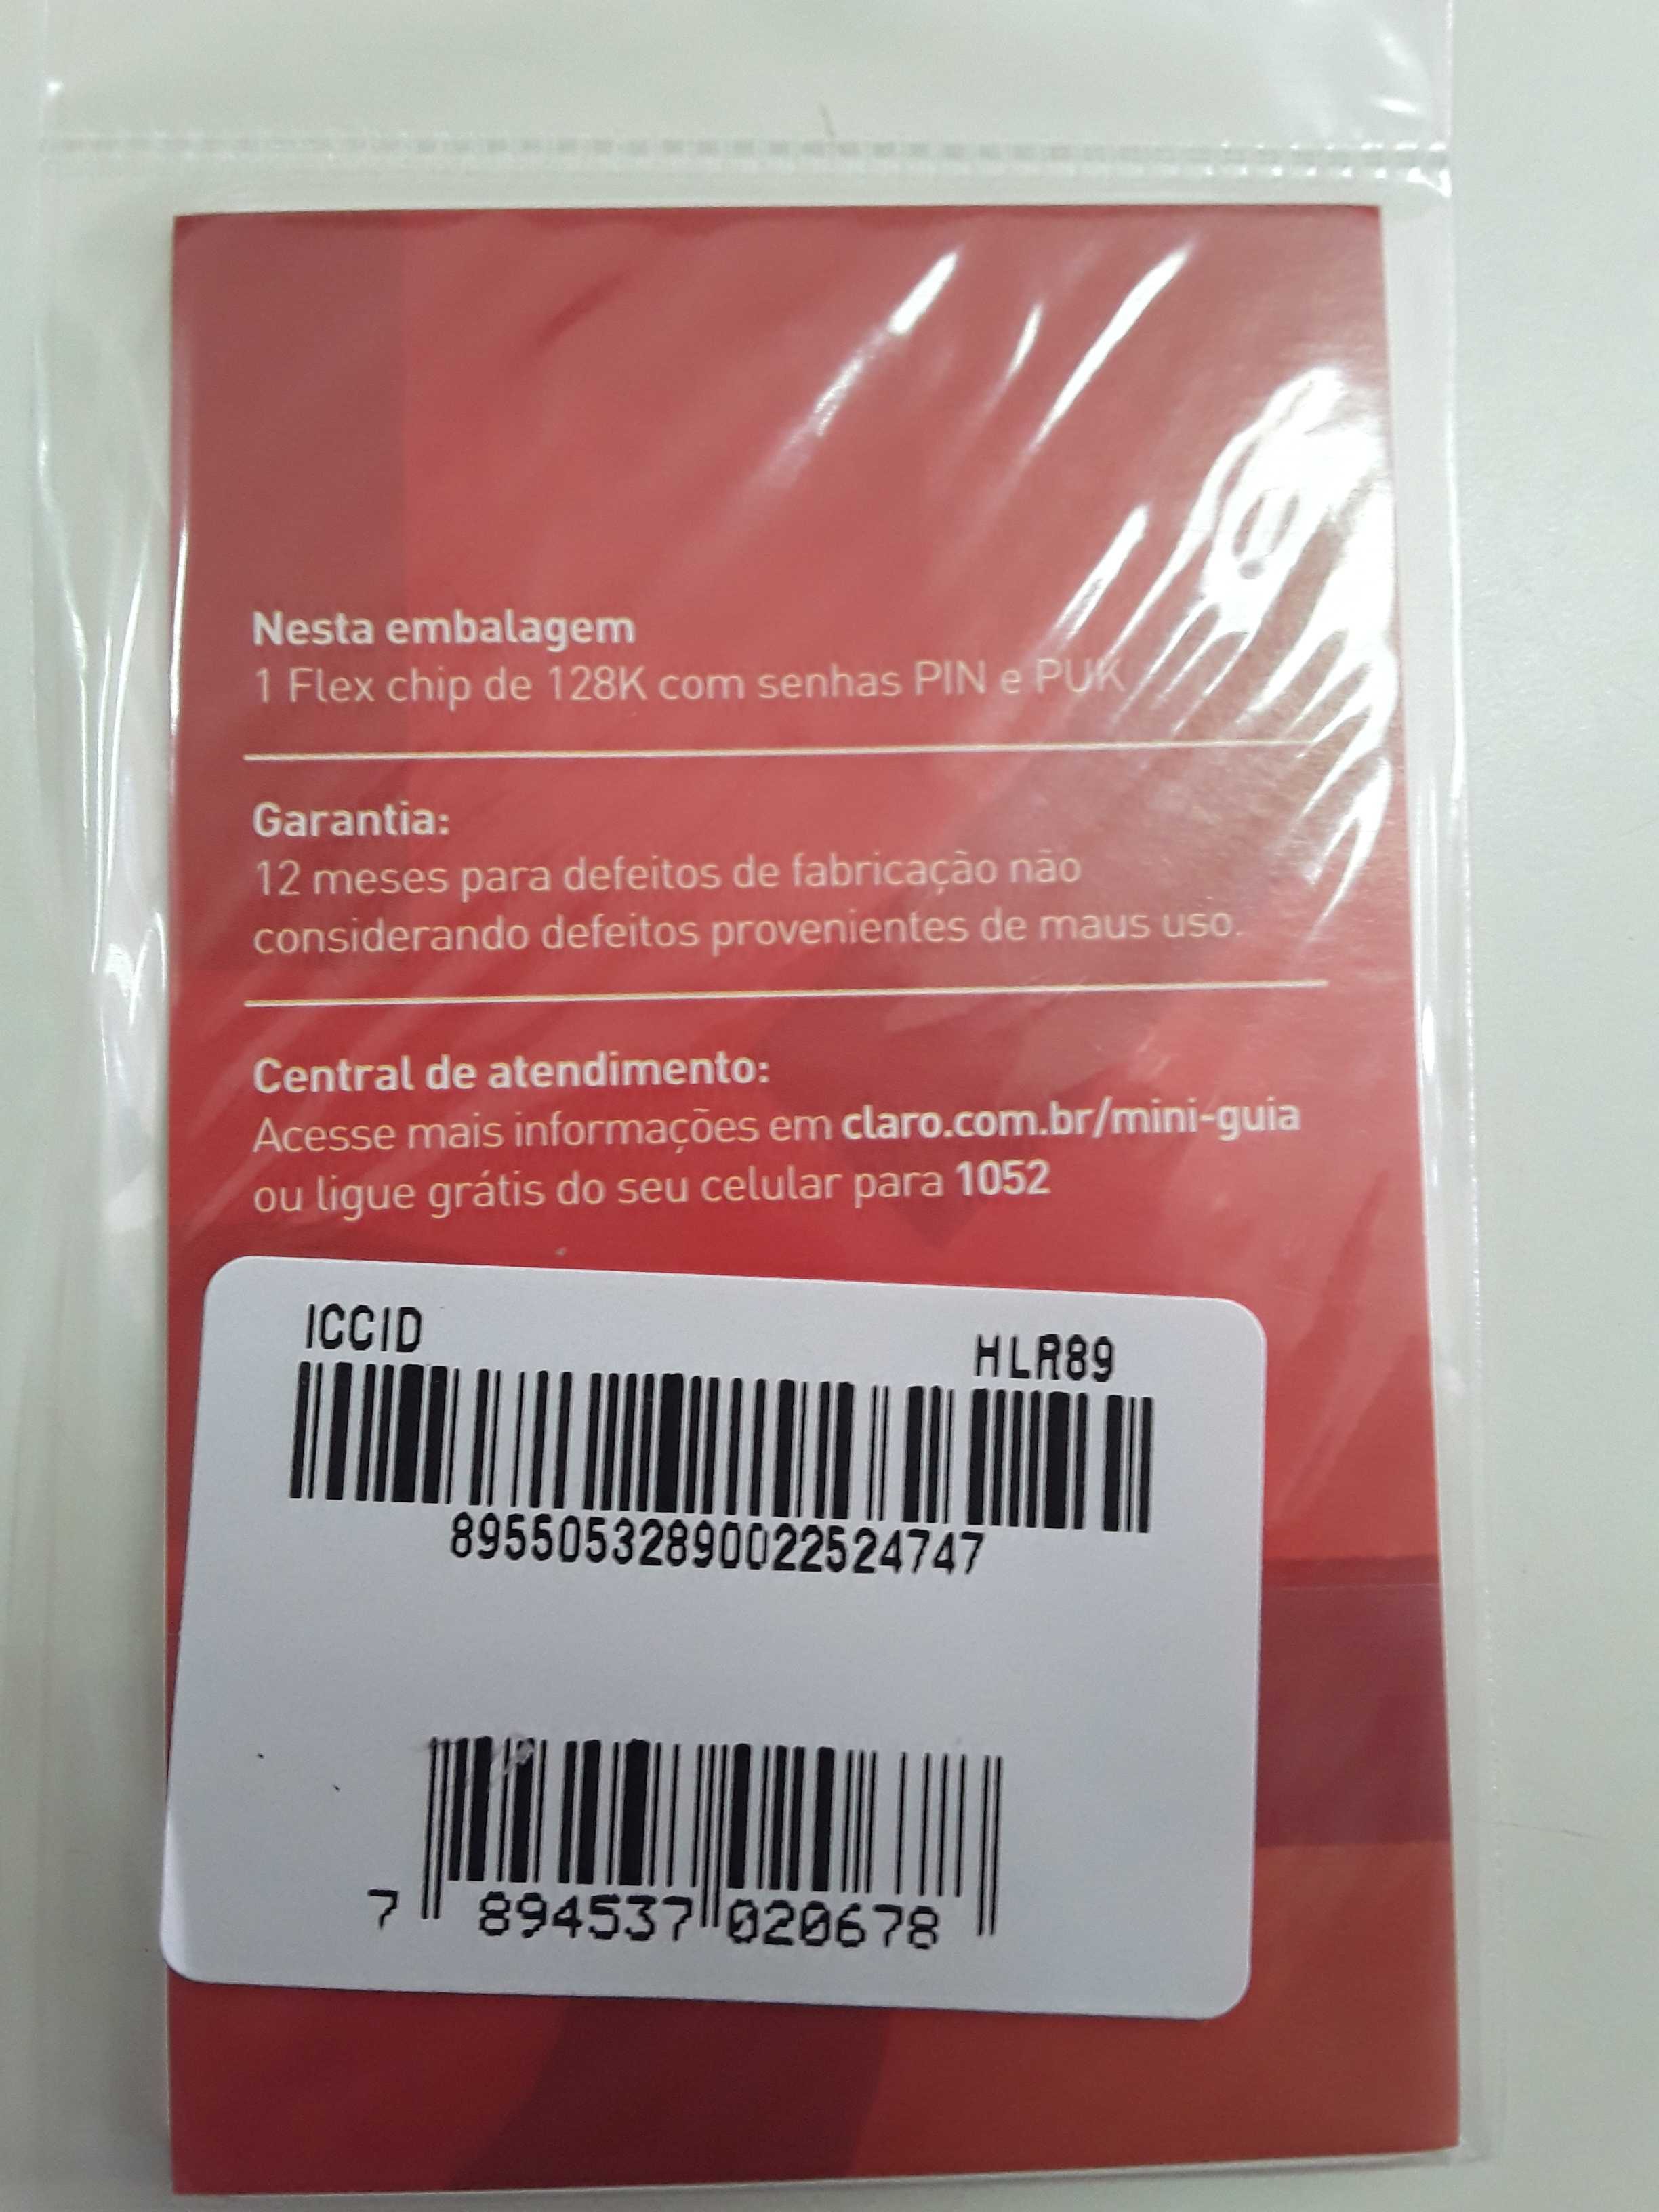 Nesta embalagem
1 Flex chip de 128K com senhas PIN e PUK
Garantia:
12 meses para defeitos de fabricação não
considerando defeitos provenientes de maus uso.
Central de atendimento:
Acesse mais informações em claro.com.br/mini-guia
ou ligue grátis do seu celular para 1052
ICCID
HLR89
89550532890022524747
7 894537 020678